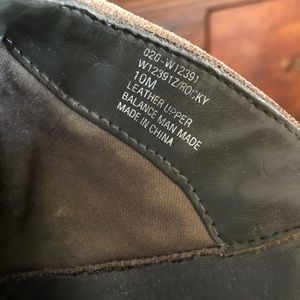 020-W12391
W12391Z/ROCKY
10M
LEATHER UPPER
BALANCE MAN MADE
MADE IN CHINA